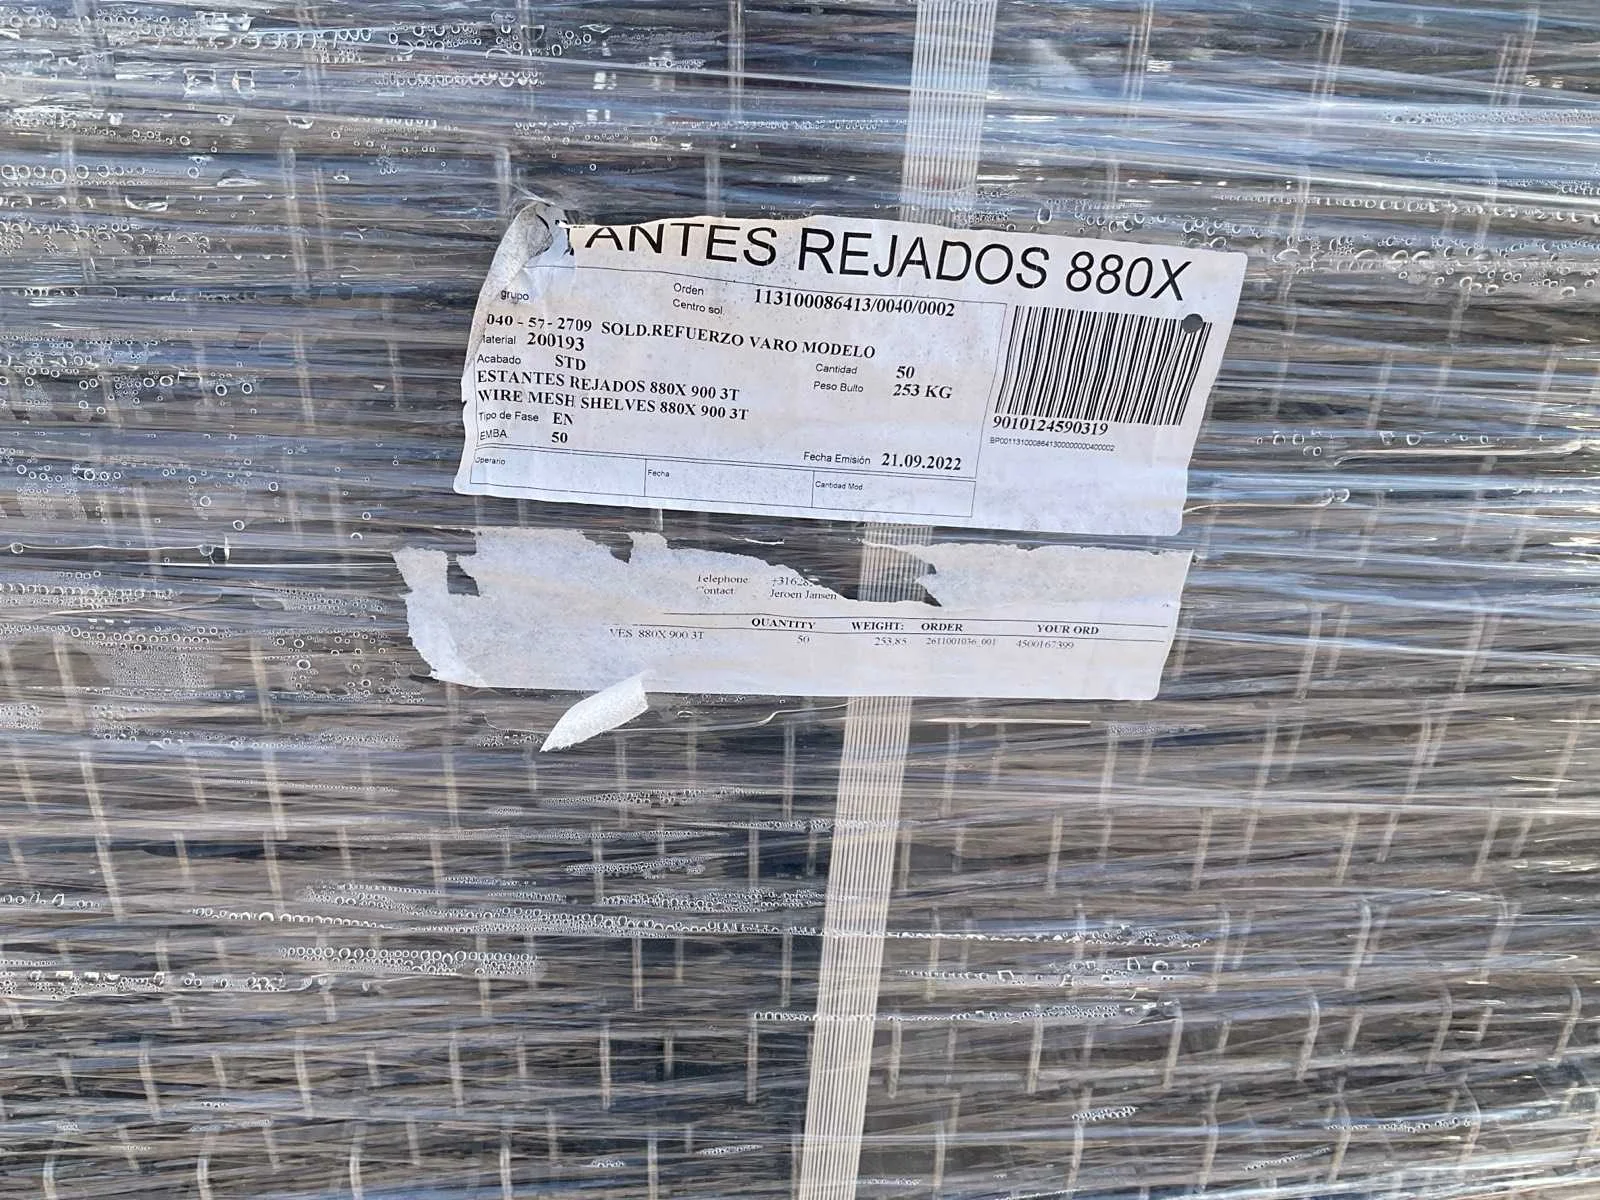 TANTES REJADOS 880X
grupo
Orden 113100086413/0040/0002
Centro sol.
040 - 57 - 2709 SOLD.REFUERZO VARO MODELO
Material 200193
Acabado STD
Cantidad 50
Peso Bulto 253 KG
ESTANTES REJADOS 880X 900 3T
WIRE MESH SHELVES 880X 900 3T
Tipo de Fase EN
EMBA. 50
Fecha Emisión 21.09.2022
Operario Fecha Cantidad Mod.
9010124590319
Telephone
Contact: Jeroen Jansen
QUANTITY WEIGHT: ORDER YOUR ORD
VES 880X 900 3T 50 253.85 2611001036 001 4500167399